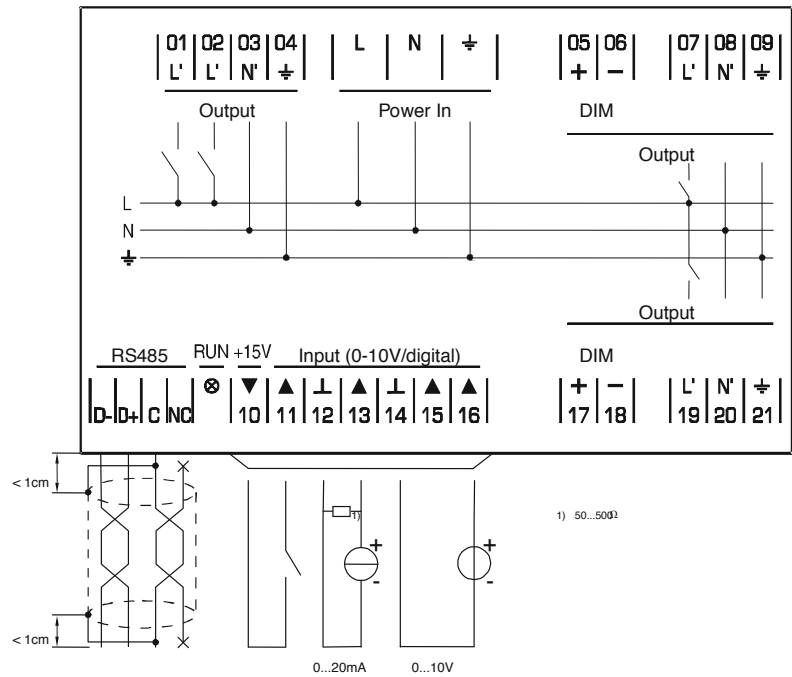 01 02 03 04 L N ⏚ 05 06 07 08 09
L' L' N' ⏚ + − L' N' ⏚
Output Power In DIM
Output
L
N
⏚
Output
RS485 RUN +15V Input (0-10V/digital) DIM
D- D+ C NC ⊗ ▼ ▲ ⊥ ▲ ⊥ ▲ ▲ + − L' N' ⏚
10 11 12 13 14 15 16 17 18 19 20 21
< 1cm
1)
1) 50...500Ω
+ +
- -
< 1cm
0...20mA 0...10V